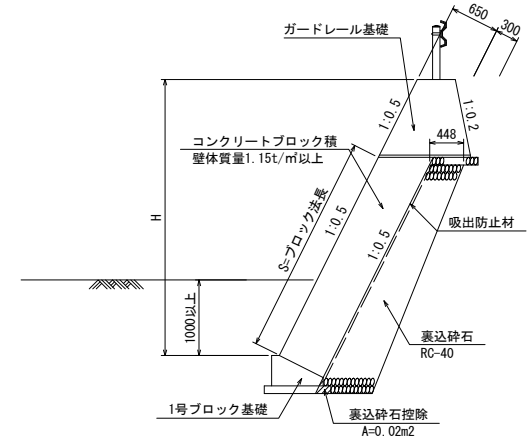 650
300
ガードレール基礎
1:0.5
1:0.2
コンクリートブロック積
壁体質量1.15t/㎡以上
448
H
S=ブロック法長
1:0.5
1:0.5
吸出防止材
1000以上
裏込砕石
RC-40
1号ブロック基礎
裏込砕石控除
A=0.02m2